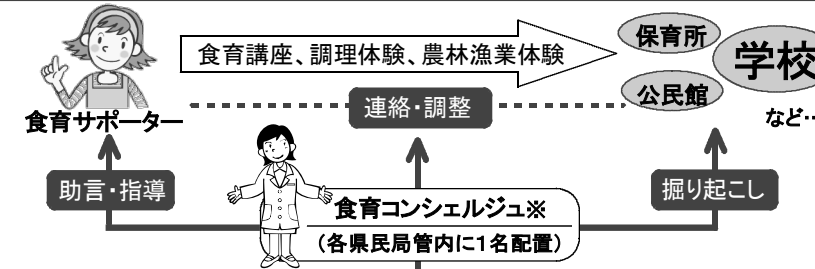 食育講座、調理体験、農林漁業体験
保育所
学校
公民館
など…
食育サポーター
連絡・調整
助言・指導
掘り起こし
食育コンシェルジュ※
(各県民局管内に1名配置)